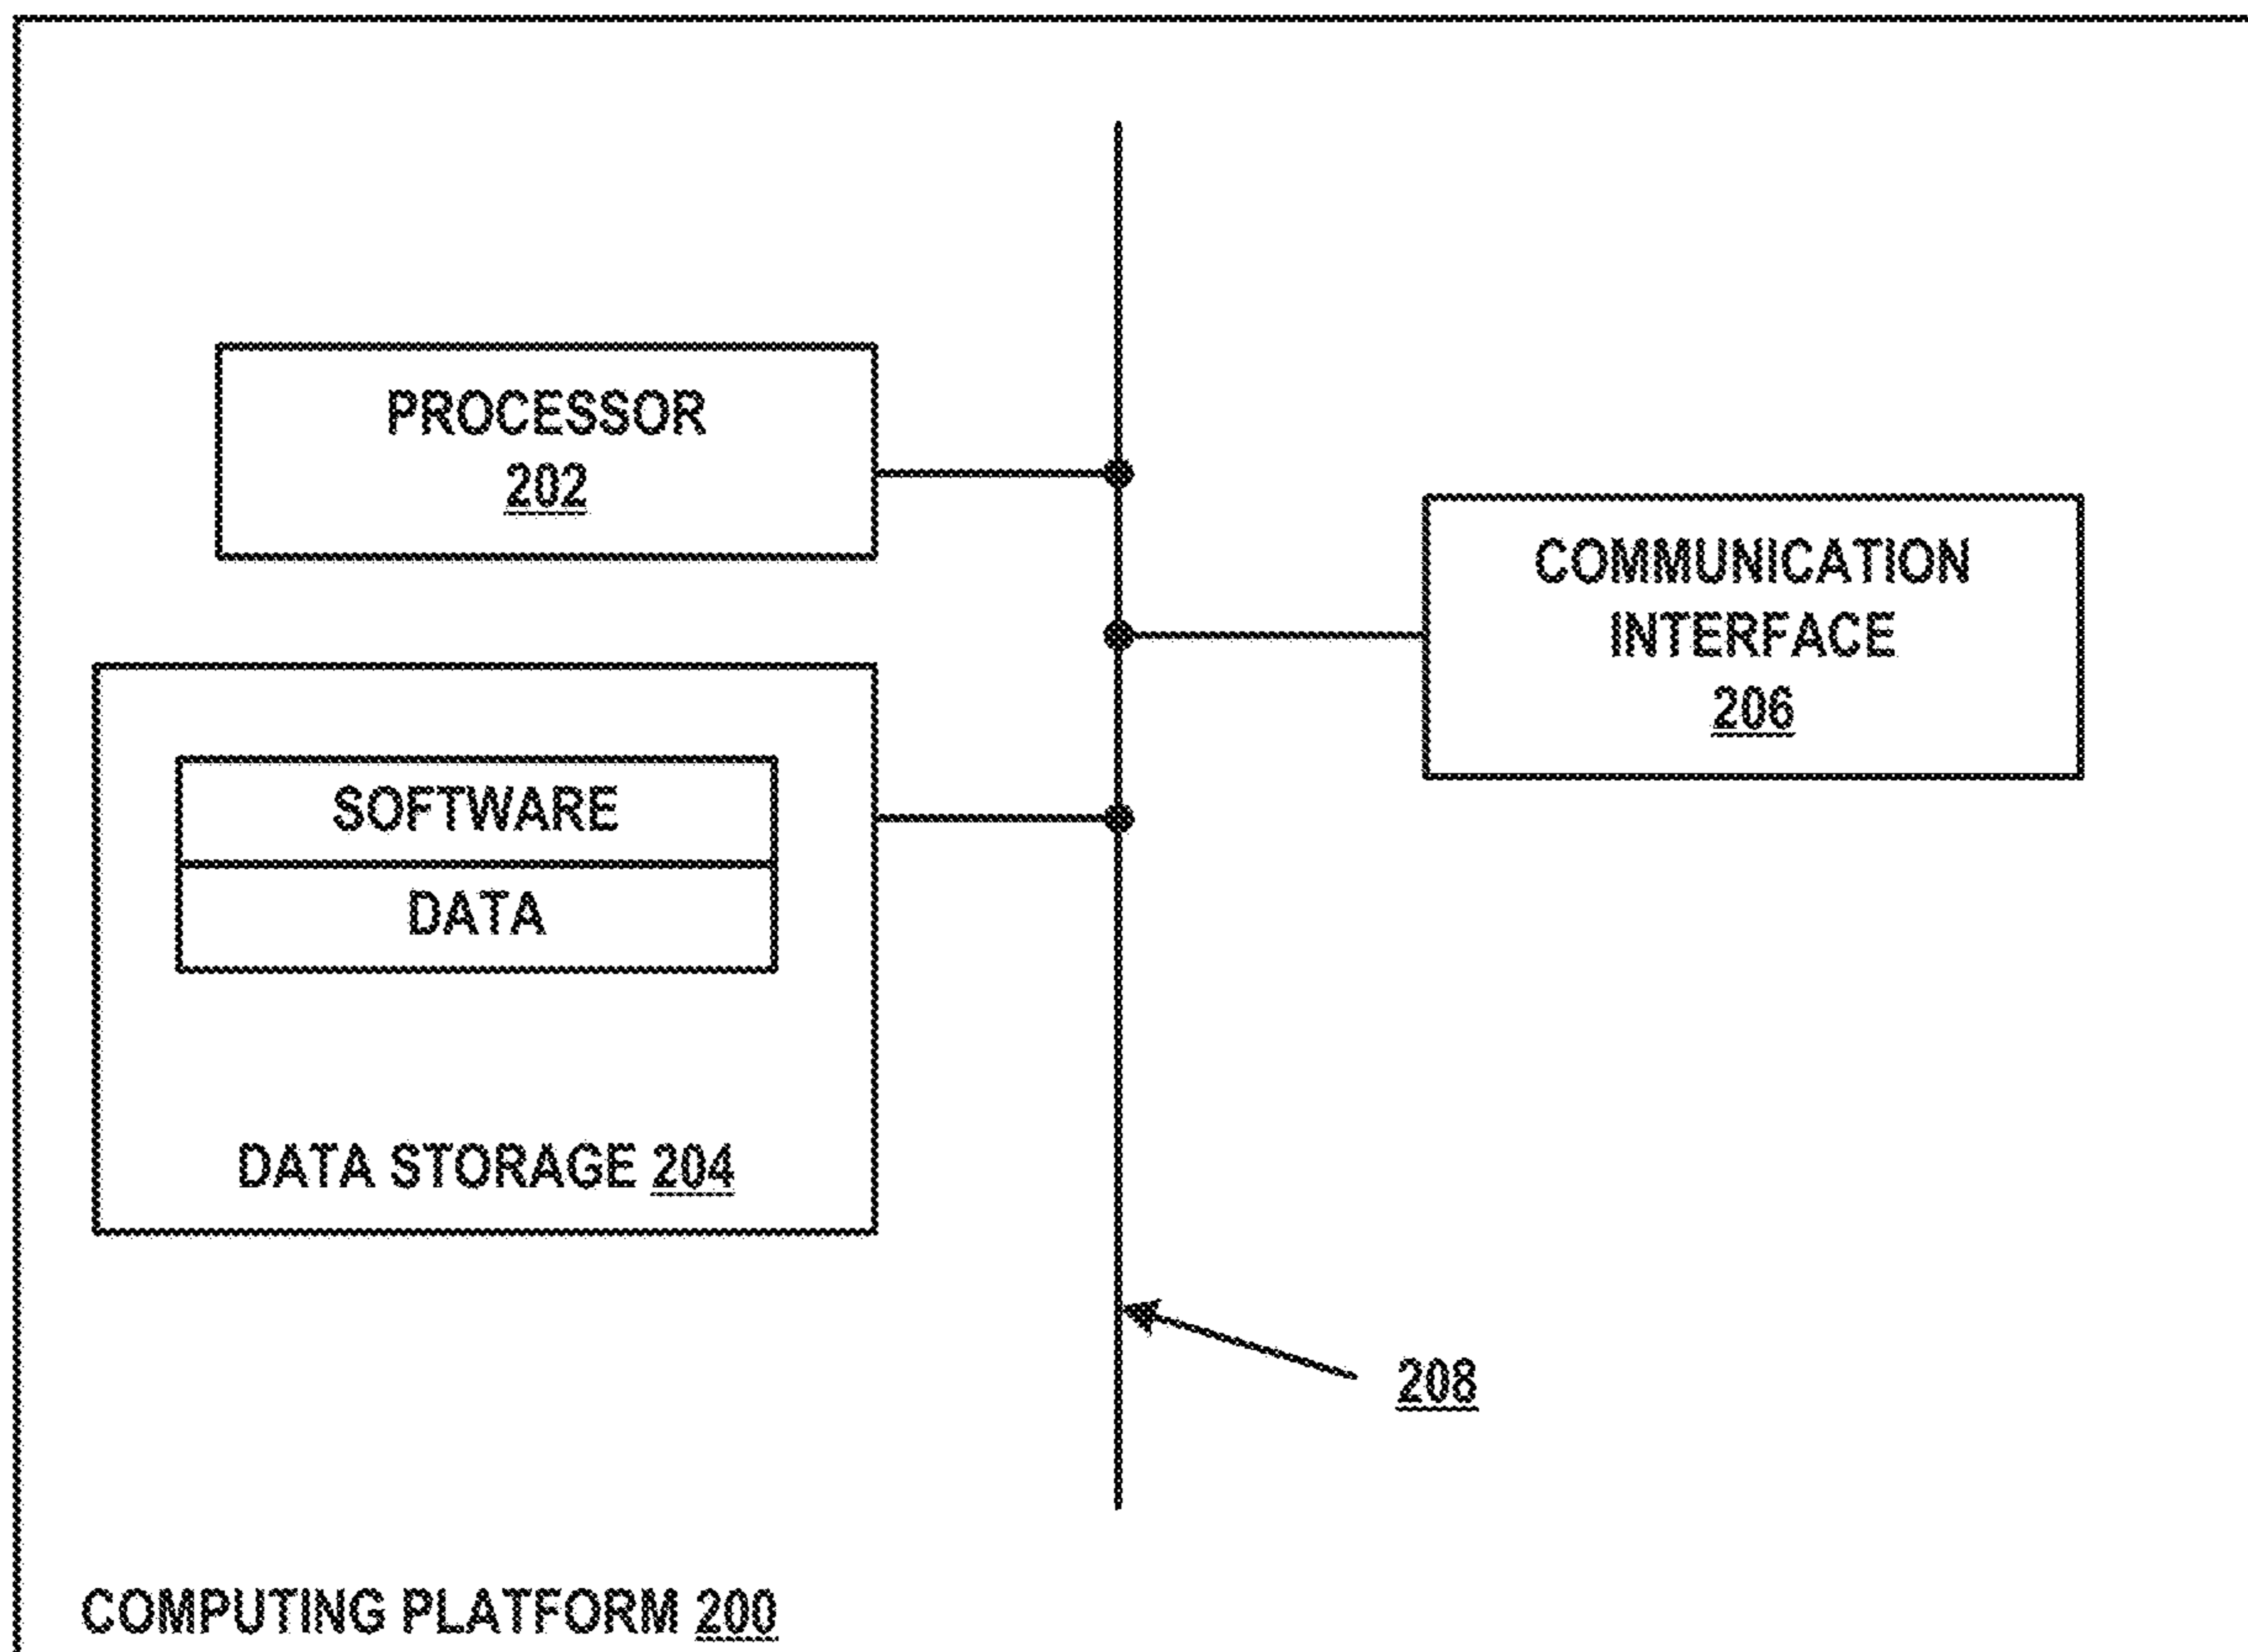 PROCESSOR
202
COMMUNICATION
INTERFACE
206
SOFTWARE
DATA
DATA STORAGE 204
208
COMPUTING PLATFORM 200